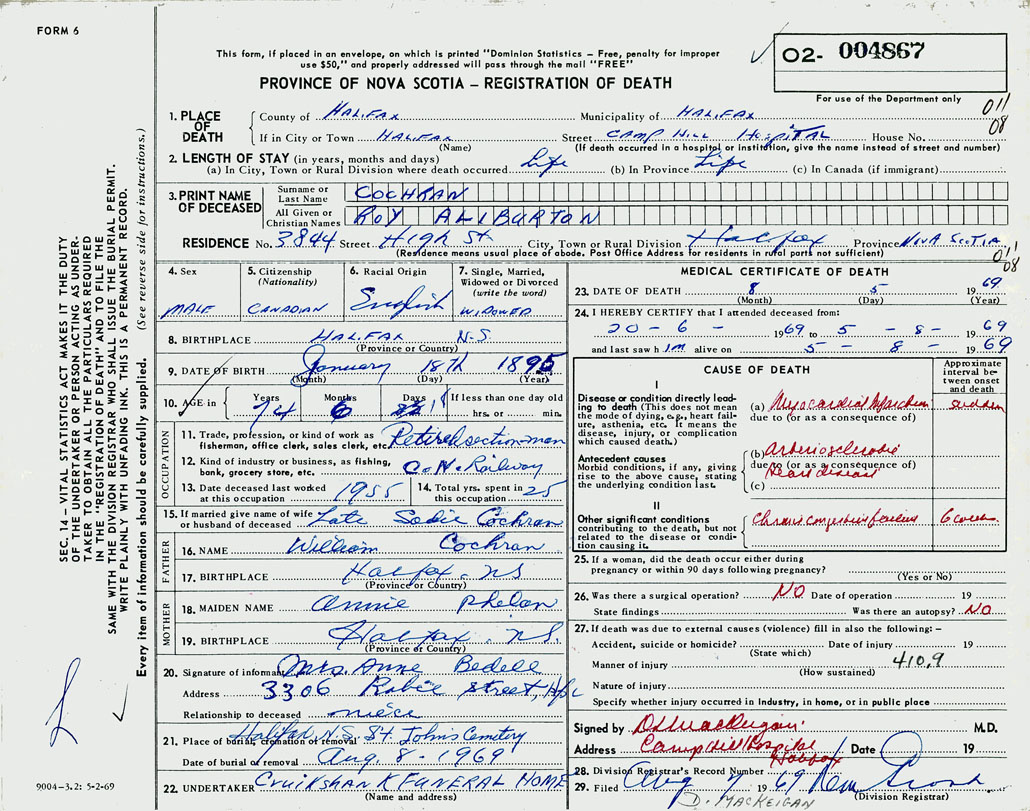 FORM 6
This form, if placed in an envelope, on which is printed "Dominion Statistics – Free, penalty for improper
use $50," and properly addressed will pass through the mail "FREE"
PROVINCE OF NOVA SCOTIA – REGISTRATION OF DEATH
02- 004867
For use of the Department only
011
08
1. PLACE OF DEATH
County of HALIFAX Municipality of HALIFAX
If in City or Town HALIFAX Street CAMP HILL HOSPITAL House No.
(Name) (If death occurred in a hospital or institution, give the name instead of street and number)
2. LENGTH OF STAY (in years, months and days)
(a) In City, Town or Rural Division where death occurred Life (b) In Province Life (c) In Canada (if immigrant)
3. PRINT NAME OF DECEASED
Surname or Last Name COCHRAN
All Given or Christian Names ROY ALIBURTON
RESIDENCE No. 3844 Street High St City, Town or Rural Division Halifax Province NOVA SCOTIA
(Residence means usual place of abode. Post Office Address for residents in rural parts not sufficient)
011
08
4. Sex MALE
5. Citizenship (Nationality) CANADIAN
6. Racial Origin English
7. Single, Married, Widowed or Divorced (write the word) WIDOWER
8. BIRTHPLACE HALIFAX N.S.
(Province or Country)
9. DATE OF BIRTH January 18th 1895
(Month) (Day) (Year)
10. AGE in Years 74 Months 6 Days 18 If less than one day old
hrs. or min.
OCCUPATION
11. Trade, profession, or kind of work as
fisherman, office clerk, sales clerk, etc. Retired section-man
12. Kind of industry or business, as fishing,
bank, grocery store, etc. C.N. Railway
13. Date deceased last worked
at this occupation 1955
14. Total yrs. spent in
this occupation 25
15. If married give name of wife
or husband of deceased Late Sadie Cochran
FATHER
16. NAME William Cochran
17. BIRTHPLACE Halifax. NS
(Province or Country)
MOTHER
18. MAIDEN NAME Annie Phelan
19. BIRTHPLACE Halifax. NS.
(Province or Country)
20. Signature of informant Mrs. Anne Bedell
Address 3306 Robie Street, Hfx
Relationship to deceased niece
21. Place of burial, cremation or removal Halifax N.S. St. John's Cemetery
Date of burial or removal Aug. 8 - 1969
22. UNDERTAKER Cruikshank FUNERAL HOME
(Name and address)
MEDICAL CERTIFICATE OF DEATH
23. DATE OF DEATH 8 5 1969
(Month) (Day) (Year)
24. I HEREBY CERTIFY that I attended deceased from:
20 - 6 - 1969 to 5 - 8 - 1969
and last saw him alive on 5 - 8 - 1969
CAUSE OF DEATH
Approximate interval between onset and death
I
Disease or condition directly leading to death (This does not mean the mode of dying, e.g., heart failure, asthenia, etc. It means the disease, injury, or complication which caused death.)
(a) Myocardial Infarction sudden
due to (or as a consequence of)
Antecedent causes
Morbid conditions, if any, giving rise to the above cause, stating the underlying condition last.
(b) Arteriosclerotic
due to (or as a consequence of)
Heart disease
(c)
II
Other significant conditions
contributing to the death, but not related to the disease or condition causing it.
Chronic congestive failure 6 weeks
25. If a woman, did the death occur either during
pregnancy or within 90 days following pregnancy?
(Yes or No)
26. Was there a surgical operation? NO Date of operation 19
State findings Was there an autopsy? NO
27. If death was due to external causes (violence) fill in also the following: –
Accident, suicide or homicide? Date of injury 19
(State which)
Manner of injury 410.9
(How sustained)
Nature of injury
Specify whether injury occurred in industry, in home, or in public place
Signed by D. MacKeigan M.D.
Address Camp Hill Hospital Halifax Date 19
28. Division Registrar's Record Number
29. Filed Aug 1969
(Division Registrar)
D. MACKEIGAN
SEC. 14 – VITAL STATISTICS ACT MAKES IT THE DUTY
OF THE UNDERTAKER OR PERSON ACTING AS UNDER-
TAKER TO OBTAIN ALL THE PARTICULARS REQUIRED
IN THE "REGISTRATION OF DEATH" AND TO FILE THE
SAME WITH THE DIVISION REGISTRAR WHO SHALL ISSUE THE BURIAL PERMIT.
WRITE PLAINLY WITH UNFADING INK. THIS IS A PERMANENT RECORD.
Every item of information should be carefully supplied. (See reverse side for instructions.)
9004–3.2: 5-2-69